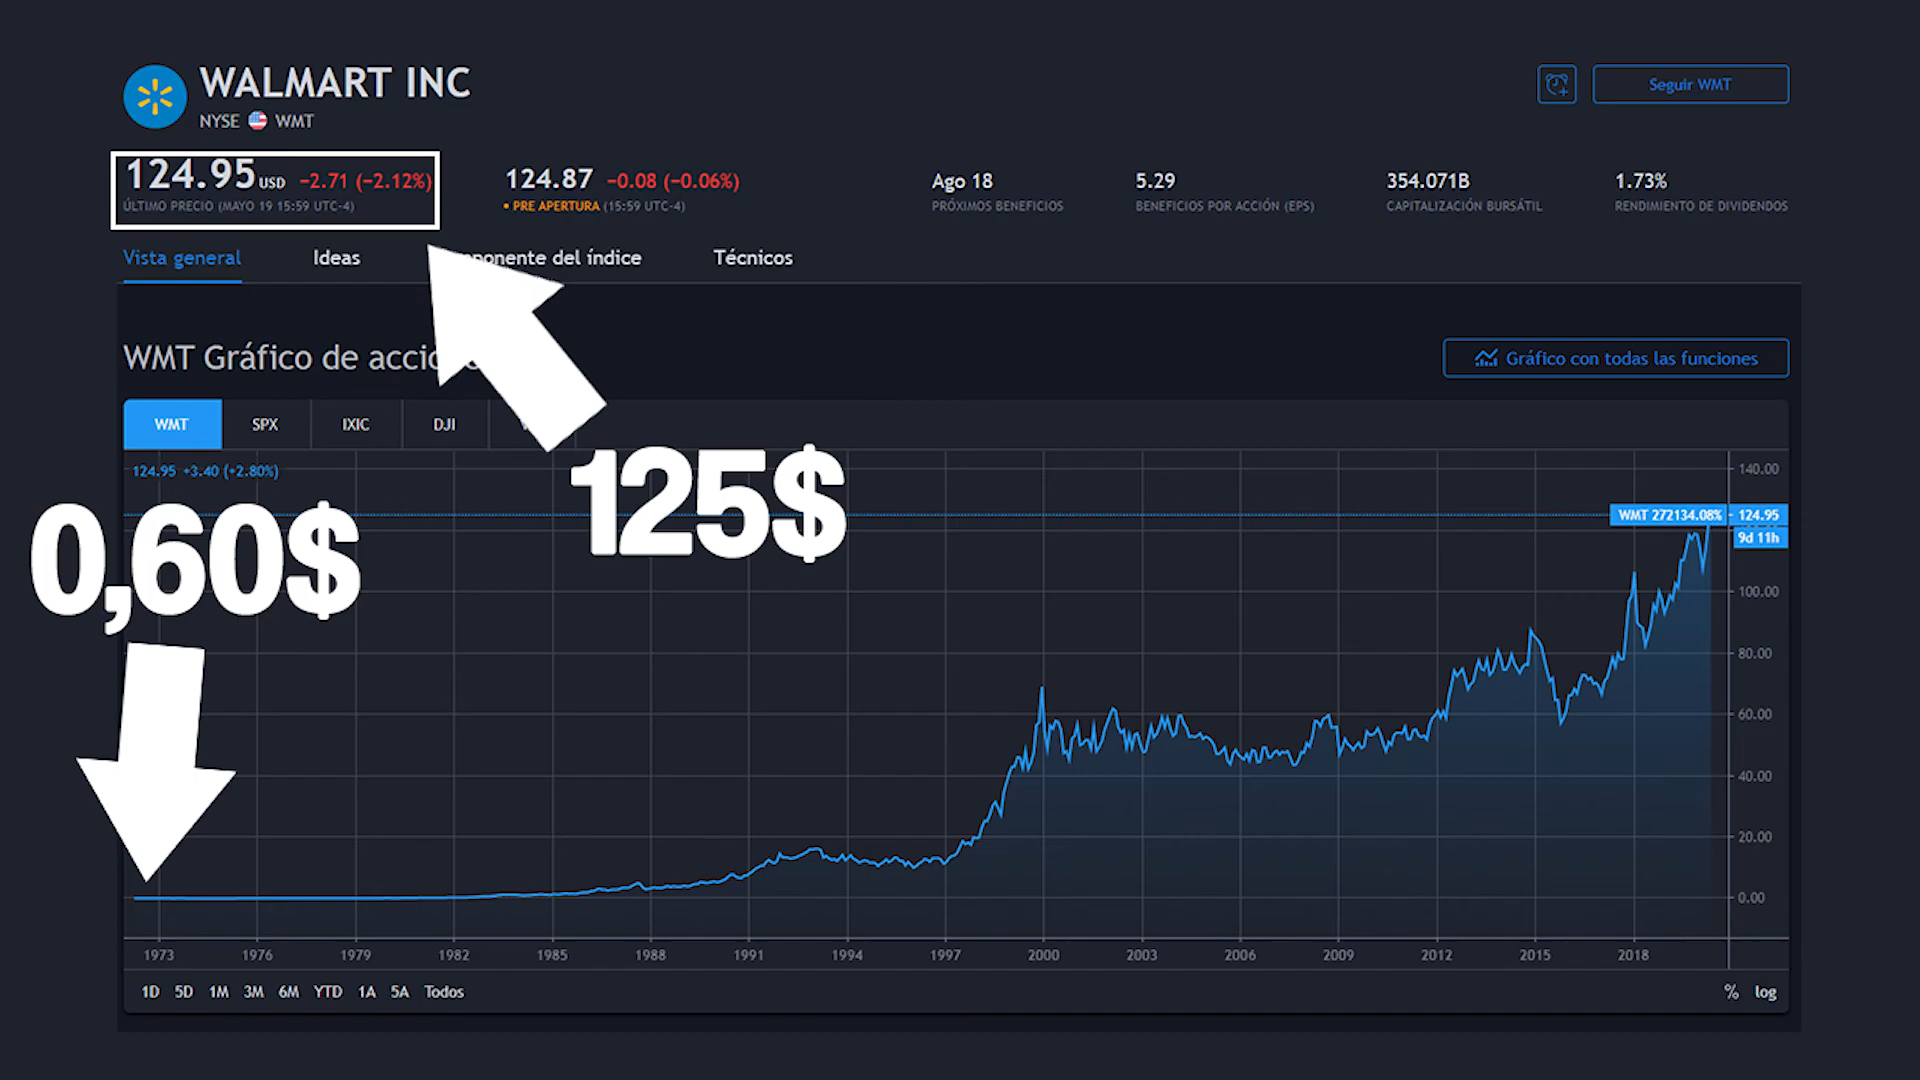 WALMART INC
NYSE WMT
124.95 USD −2.71 (−2.12%)
ÚLTIMO PRECIO (MAYO 19 15:59 UTC-4)
124.87 −0.08 (−0.06%)
• PRE APERTURA (15:59 UTC-4)
Ago 18
PRÓXIMOS BENEFICIOS
5.29
BENEFICIOS POR ACCIÓN (EPS)
354.071B
CAPITALIZACIÓN BURSÁTIL
1.73%
RENDIMIENTO DE DIVIDENDOS
Seguir WMT
Vista general Ideas ponente del índice Técnicos
WMT Gráfico de accio
Gráfico con todas las funciones
WMT SPX IXIC DJI
124.95 +3.40 (+2.80%)
0,60$
125$
WMT 272134.08% 124.95
9d 11h
140.00
100.00
80.00
60.00
40.00
20.00
0.00
1973 1976 1979 1982 1985 1988 1991 1994 1997 2000 2003 2006 2009 2012 2015 2018
1D 5D 1M 3M 6M YTD 1A 5A Todos
% log